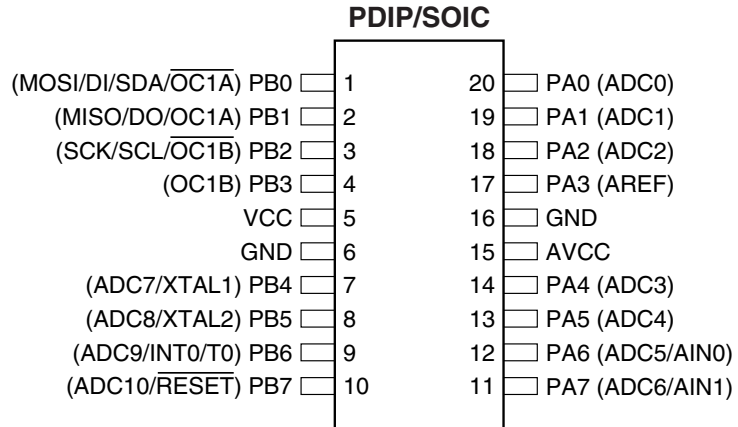 PDIP/SOIC
(MOSI/DI/SDA/O̅C̅1̅A̅) PB0 1 20 PA0 (ADC0)
(MISO/DO/OC1A) PB1 2 19 PA1 (ADC1)
(SCK/SCL/O̅C̅1̅B̅) PB2 3 18 PA2 (ADC2)
(OC1B) PB3 4 17 PA3 (AREF)
VCC 5 16 GND
GND 6 15 AVCC
(ADC7/XTAL1) PB4 7 14 PA4 (ADC3)
(ADC8/XTAL2) PB5 8 13 PA5 (ADC4)
(ADC9/INT0/T0) PB6 9 12 PA6 (ADC5/AIN0)
(ADC10/R̅E̅S̅E̅T̅) PB7 10 11 PA7 (ADC6/AIN1)